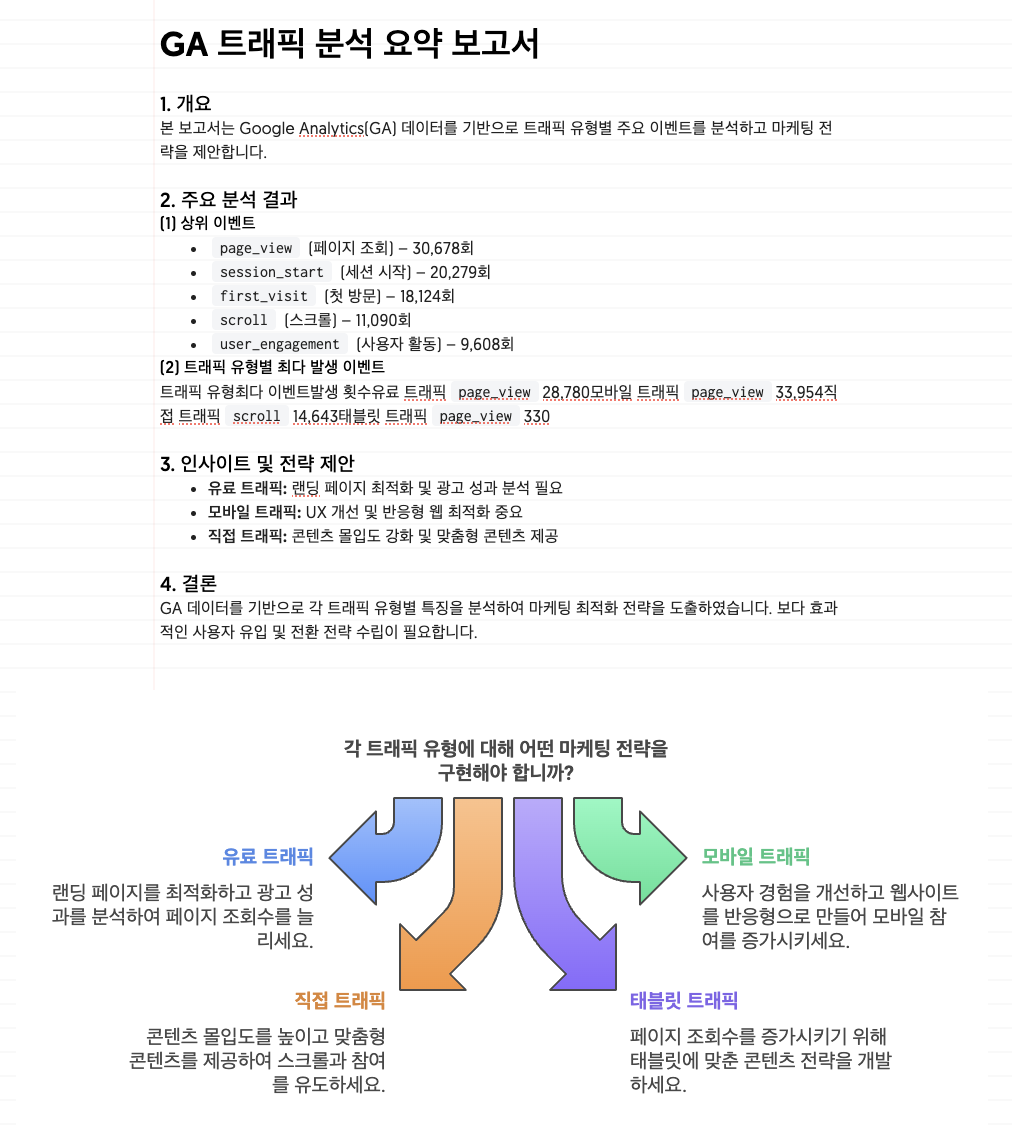 GA 트래픽 분석 요약 보고서
1. 개요
본 보고서는 Google Analytics(GA) 데이터를 기반으로 트래픽 유형별 주요 이벤트를 분석하고 마케팅 전
략을 제안합니다.
2. 주요 분석 결과
(1) 상위 이벤트
• page_view (페이지 조회) – 30,678회
• session_start (세션 시작) – 20,279회
• first_visit (첫 방문) – 18,124회
• scroll (스크롤) – 11,090회
• user_engagement (사용자 활동) – 9,608회
(2) 트래픽 유형별 최다 발생 이벤트
트래픽 유형최다 이벤트발생 횟수유료 트래픽 page_view 28,780모바일 트래픽 page_view 33,954직
접 트래픽 scroll 14,643태블릿 트래픽 page_view 330
3. 인사이트 및 전략 제안
• 유료 트래픽: 랜딩 페이지 최적화 및 광고 성과 분석 필요
• 모바일 트래픽: UX 개선 및 반응형 웹 최적화 중요
• 직접 트래픽: 콘텐츠 몰입도 강화 및 맞춤형 콘텐츠 제공
4. 결론
GA 데이터를 기반으로 각 트래픽 유형별 특징을 분석하여 마케팅 최적화 전략을 도출하였습니다. 보다 효과
적인 사용자 유입 및 전환 전략 수립이 필요합니다.
각 트래픽 유형에 대해 어떤 마케팅 전략을
구현해야 합니까?
유료 트래픽
랜딩 페이지를 최적화하고 광고 성
과를 분석하여 페이지 조회수를 늘
리세요.
모바일 트래픽
사용자 경험을 개선하고 웹사이트
를 반응형으로 만들어 모바일 참
여를 증가시키세요.
직접 트래픽
콘텐츠 몰입도를 높이고 맞춤형
콘텐츠를 제공하여 스크롤과 참여
를 유도하세요.
태블릿 트래픽
페이지 조회수를 증가시키기 위해
태블릿에 맞춘 콘텐츠 전략을 개발
하세요.